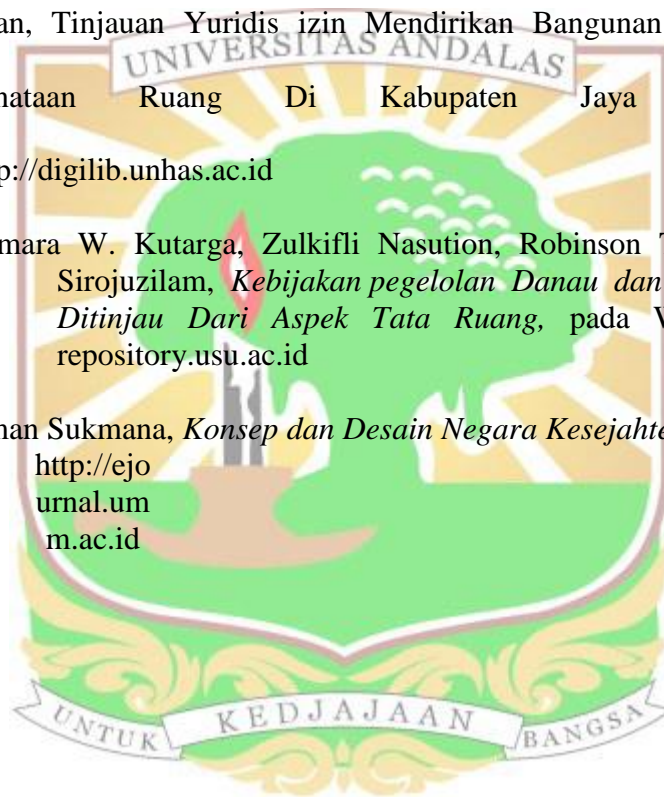 an, Tinjauan Yuridis izin Mendirikan Bangunan
UNIVERSITAS ANDALAS
nataan Ruang Di Kabupaten Jaya
p://digilib.unhas.ac.id
mara W. Kutarga, Zulkifli Nasution, Robinson T
Sirojuzilam, Kebijakan pegelolan Danau dan
Ditinjau Dari Aspek Tata Ruang, pada W
repository.usu.ac.id
nan Sukmana, Konsep dan Desain Negara Kesejahte
http://ejo
urnal.um
m.ac.id
UNTUK KEDJAJAAN BANGSA